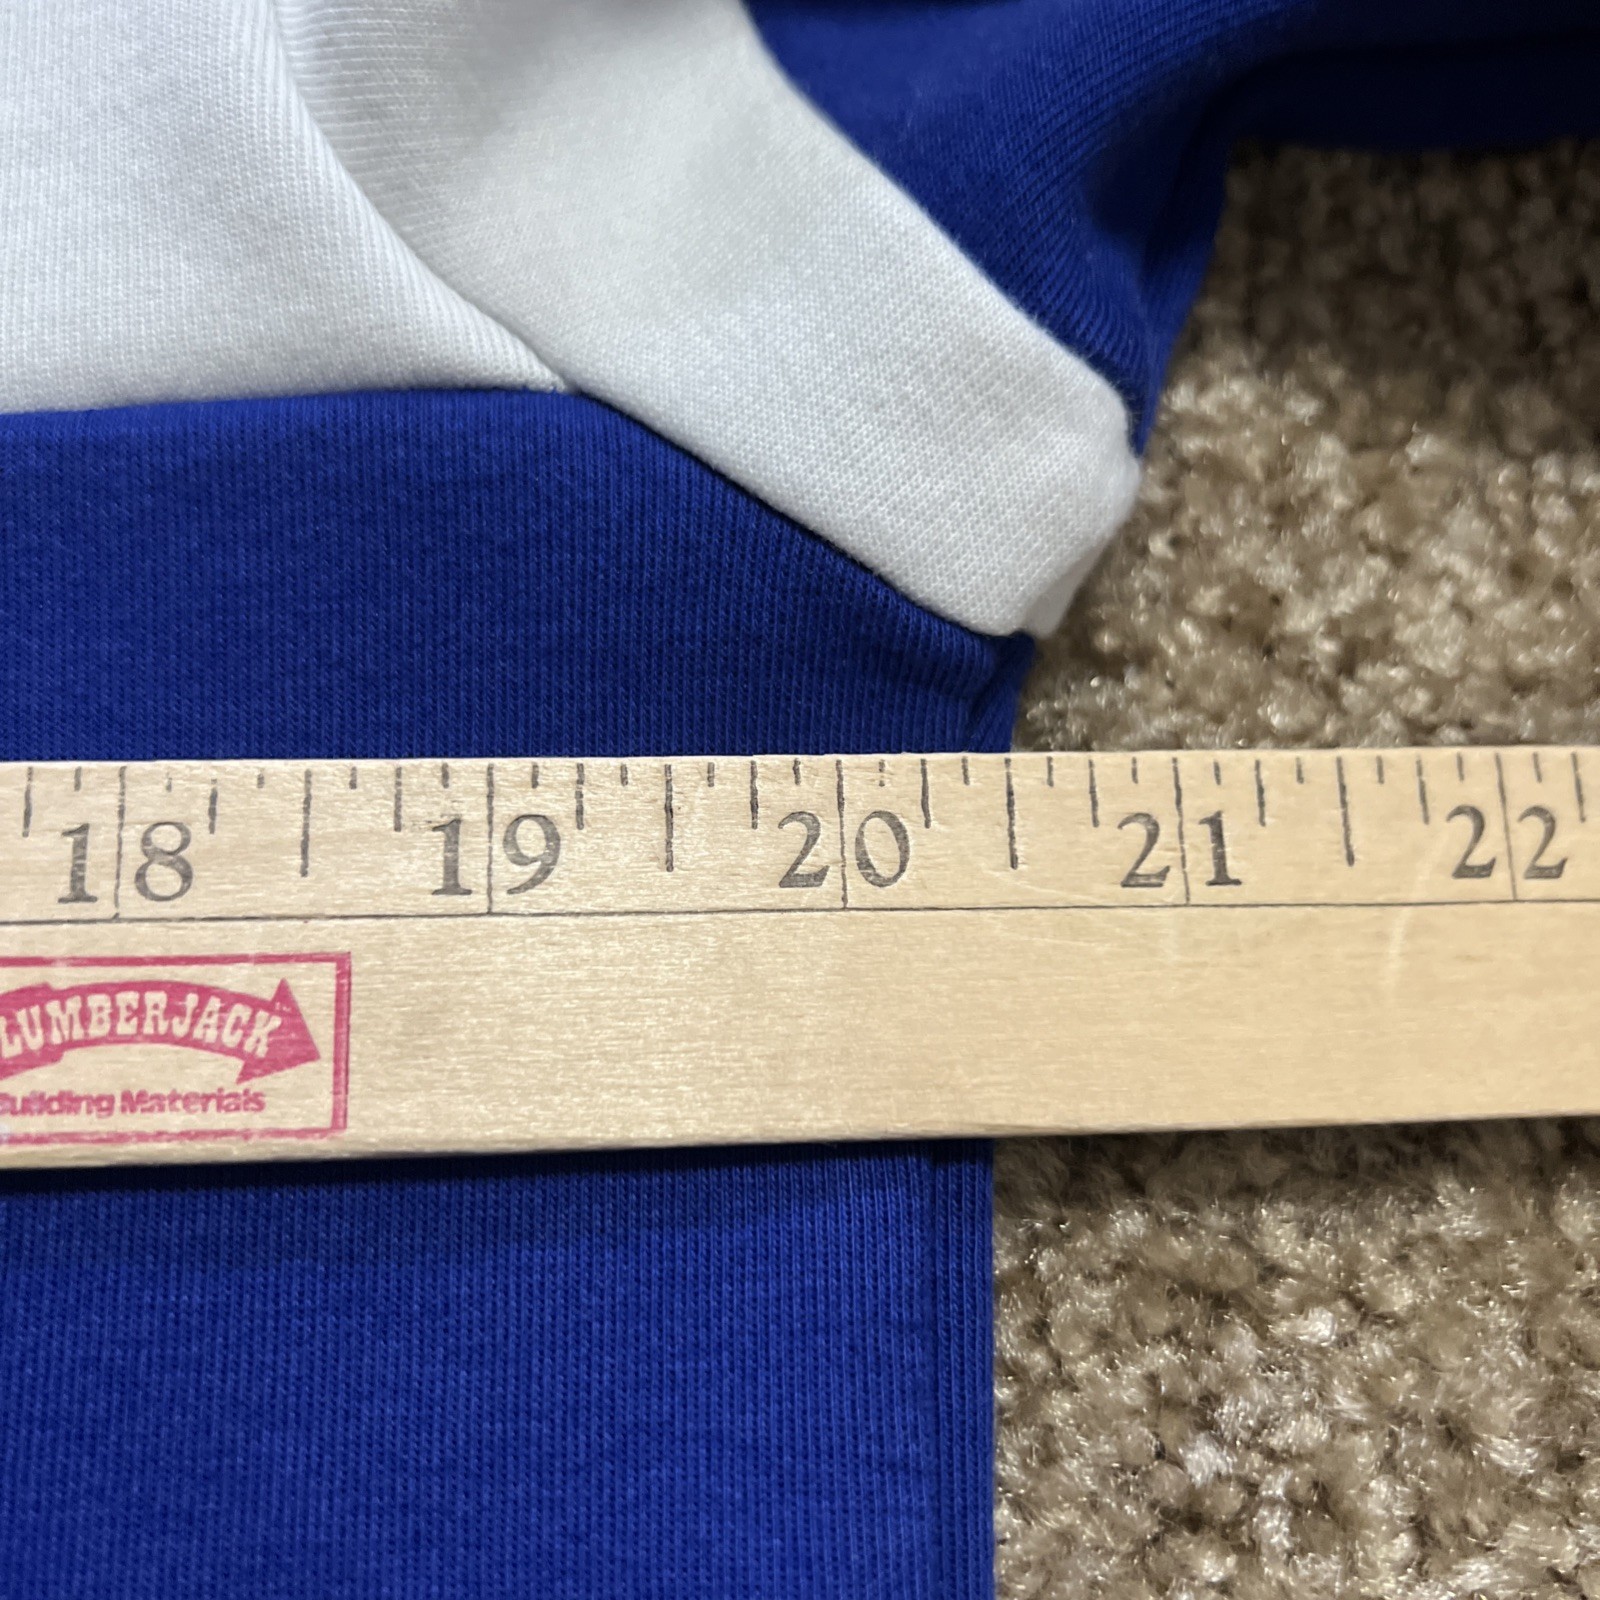 18 19 20 21 22
LUMBERJACK
Building Materials